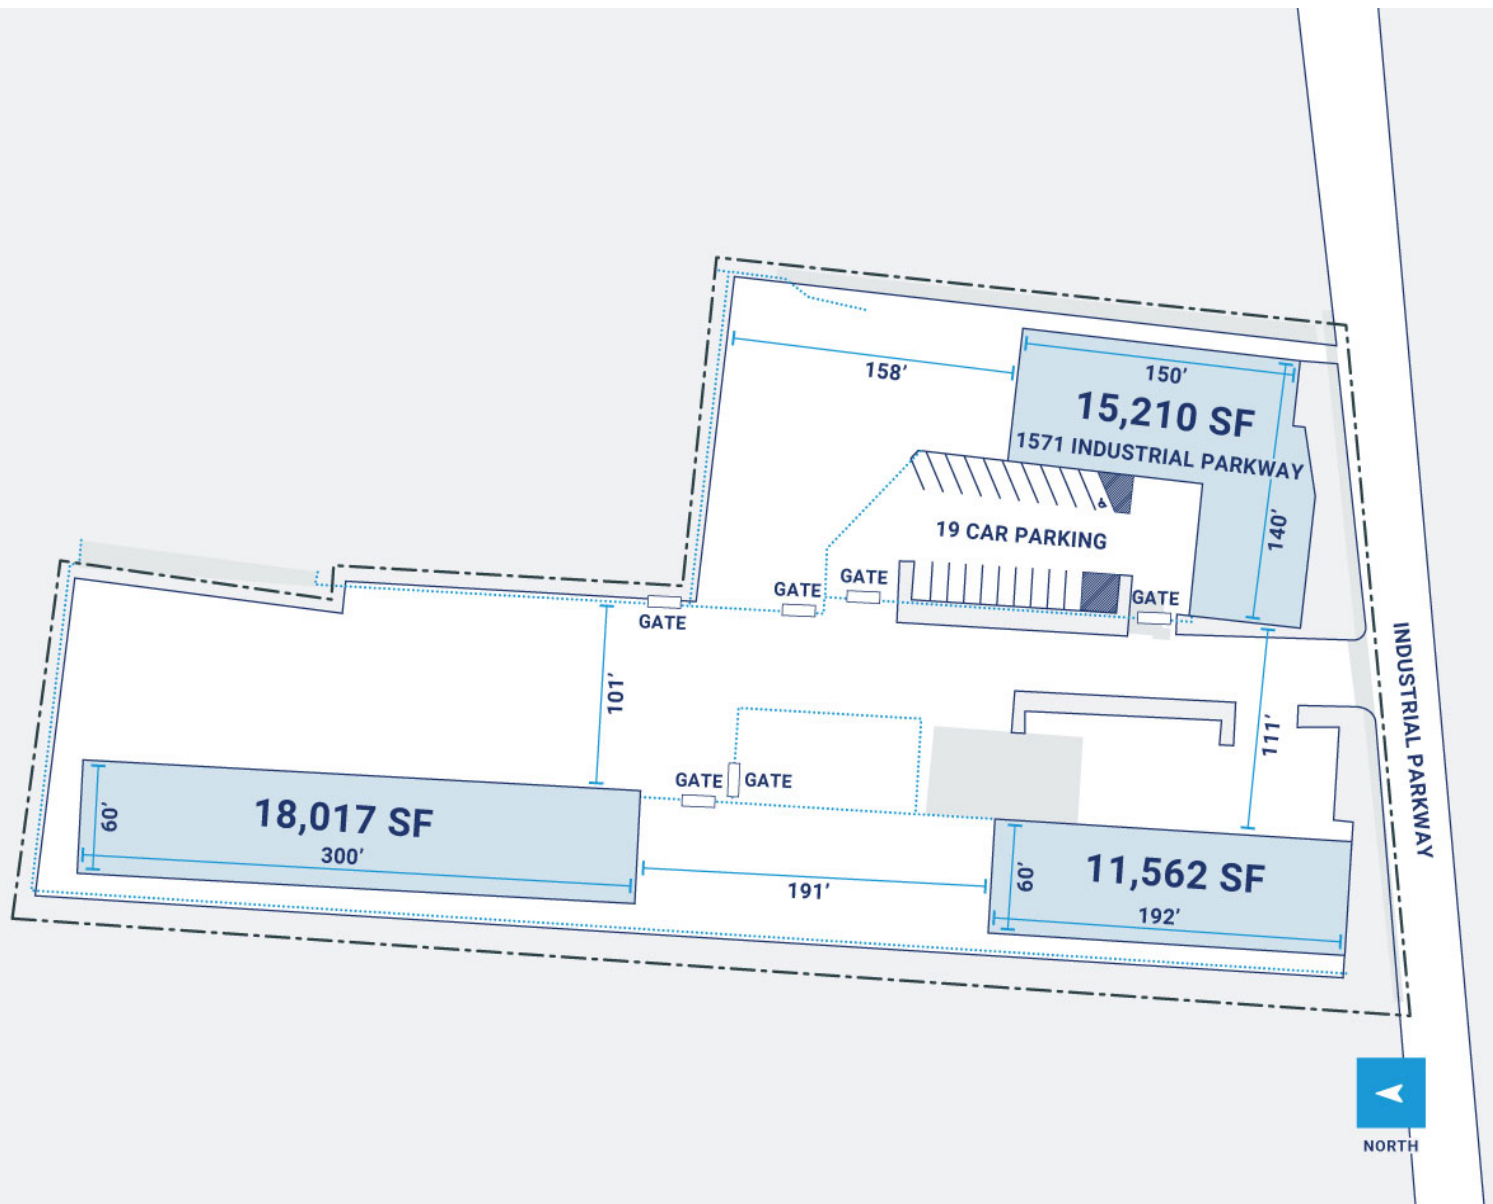 158’
150’
15,210 SF
1571 INDUSTRIAL PARKWAY
140’
19 CAR PARKING
GATE
GATE
GATE
GATE
101’
111’
INDUSTRIAL PARKWAY
GATE
GATE
60’
18,017 SF
300’
191’
60’
11,562 SF
192’
NORTH